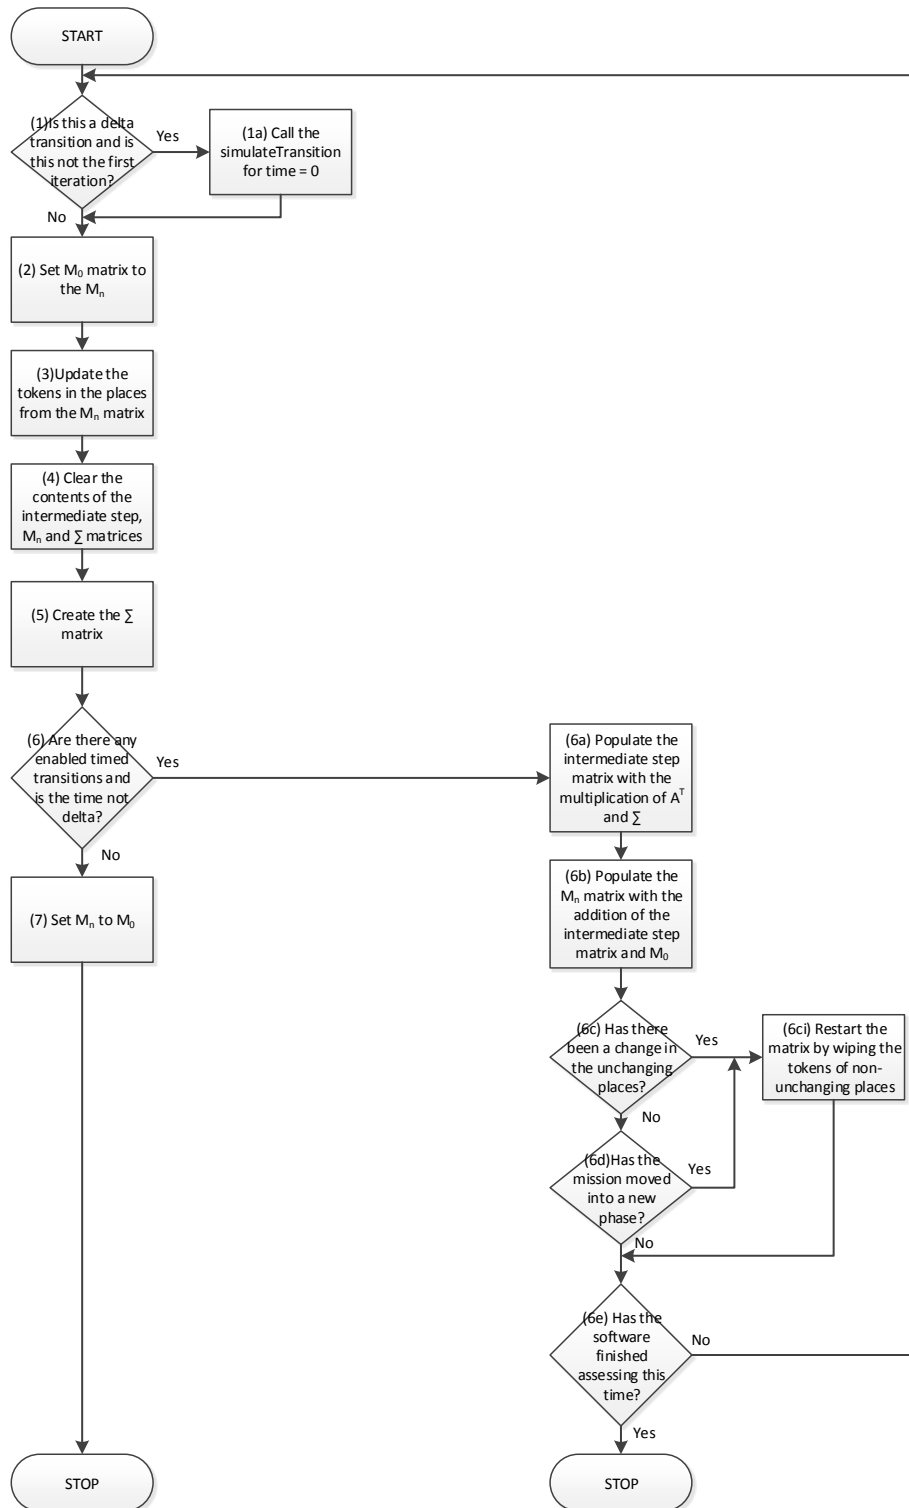 START
(1)Is this a delta
transition and is
this not the first
iteration?
Yes
(1a) Call the
simulateTransition
for time = 0
No
(2) Set M₀ matrix to
the Mₙ
(3)Update the
tokens in the places
from the Mₙ matrix
(4) Clear the
contents of the
intermediate step,
Mₙ and ∑ matrices
(5) Create the ∑
matrix
(6) Are there any
enabled timed
transitions and
is the time not
delta?
Yes
No
(7) Set Mₙ to M₀
STOP
(6a) Populate the
intermediate step
matrix with the
multiplication of Aᵀ
and ∑
(6b) Populate the
Mₙ matrix with the
addition of the
intermediate step
matrix and M₀
(6c) Has there
been a change in
the unchanging
places?
Yes
(6ci) Restart the
matrix by wiping the
tokens of non-
unchanging places
No
(6d)Has the
mission moved
into a new
phase?
Yes
No
(6e) Has the
software
finished
assessing this
time?
No
Yes
STOP